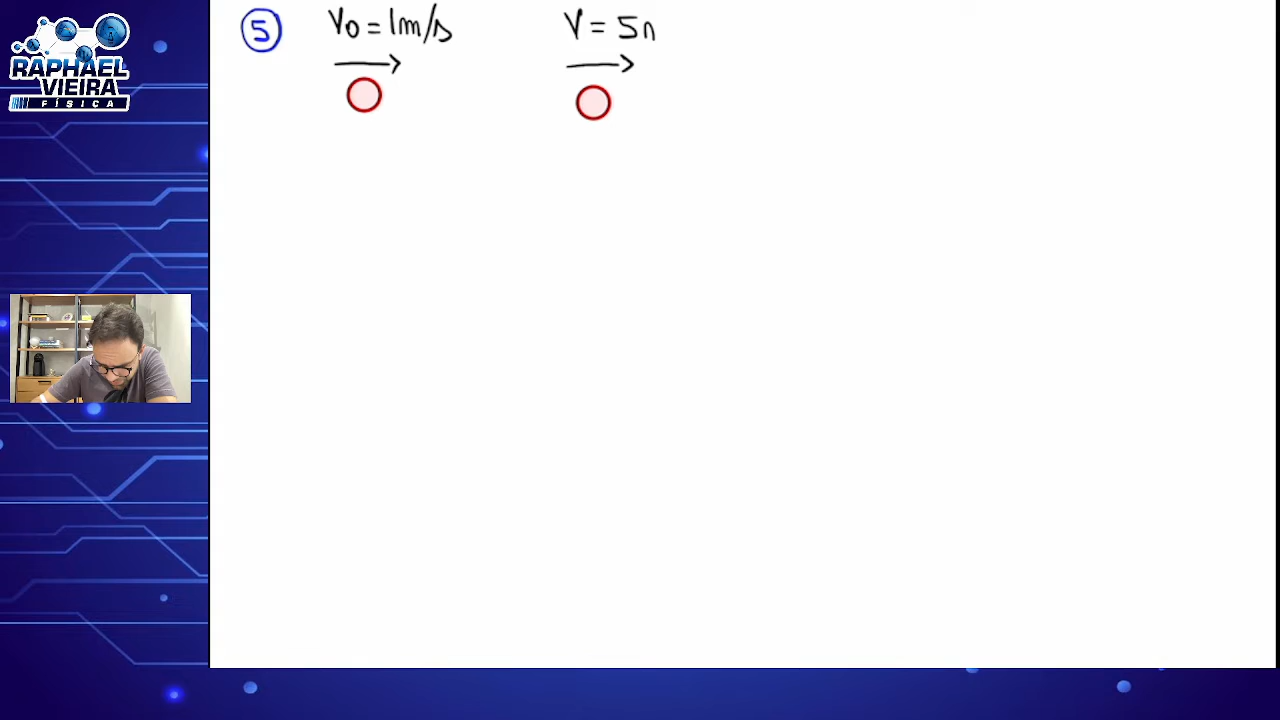 RAPHAEL
VIEIRA
FÍSICA
5 V0 = 1m/s V = 5n